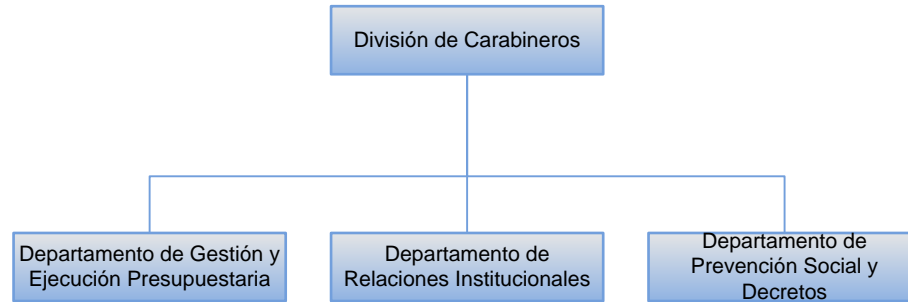 División de Carabineros
Departamento de Gestión y
Ejecución Presupuestaria
Departamento de
Relaciones Institucionales
Departamento de
Prevención Social y
Decretos